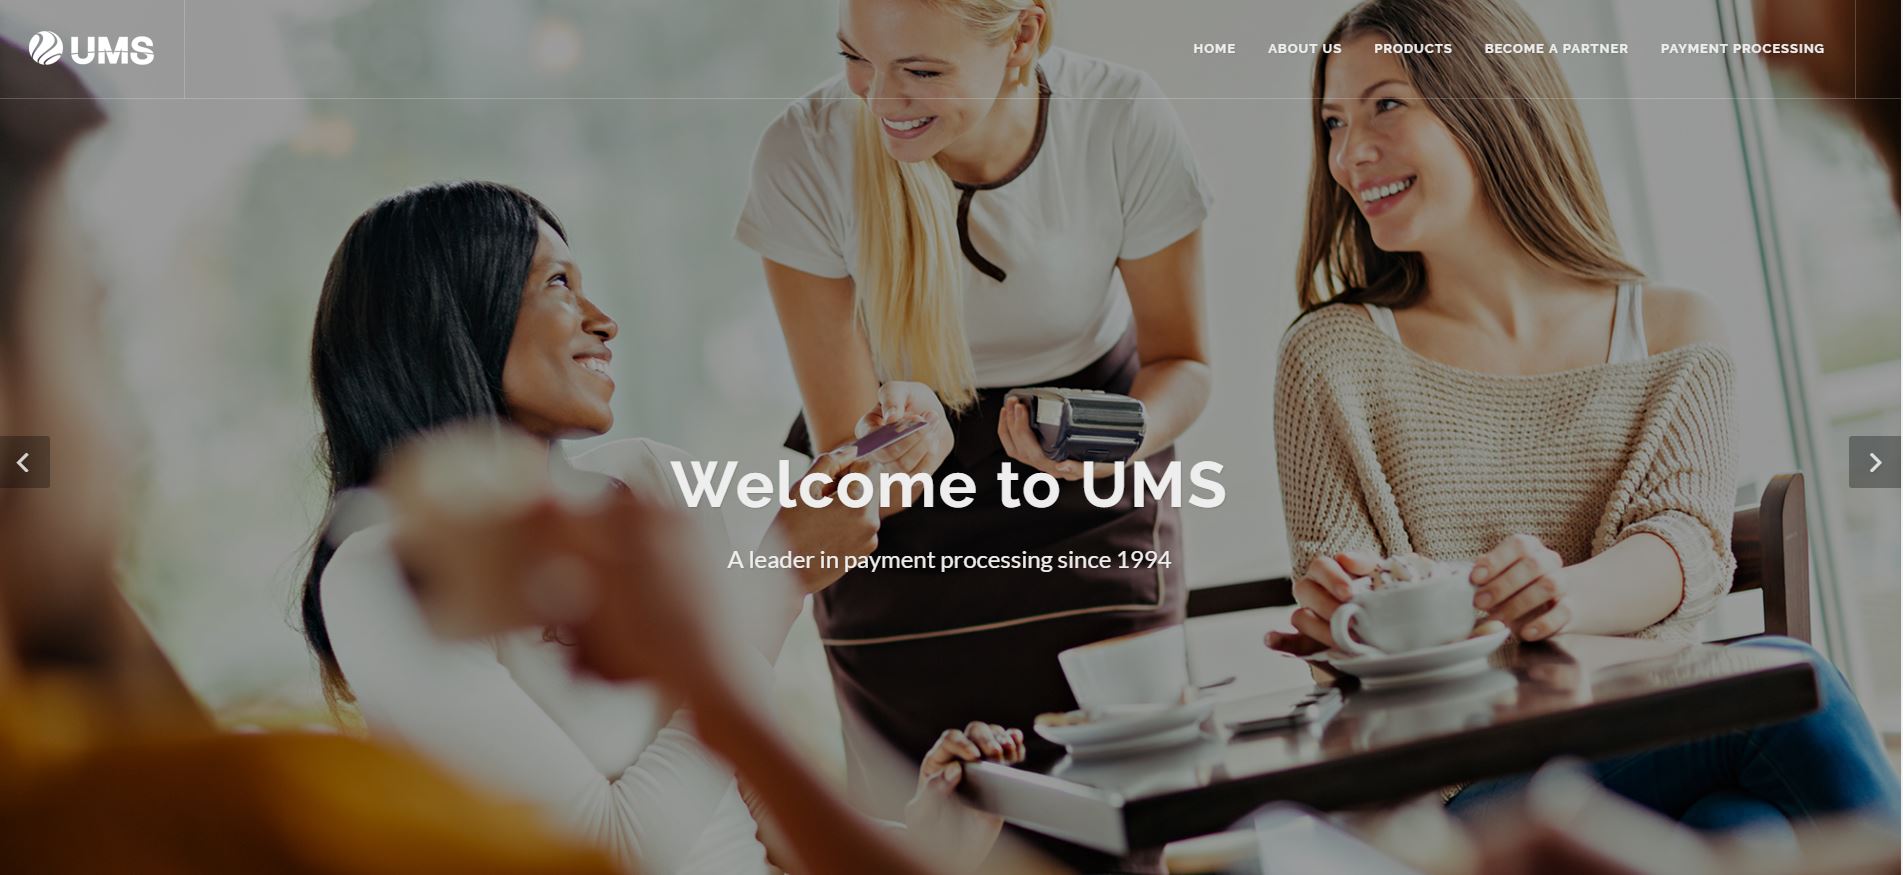 UMS
HOME ABOUT US PRODUCTS BECOME A PARTNER PAYMENT PROCESSING
Welcome to UMS
A leader in payment processing since 1994